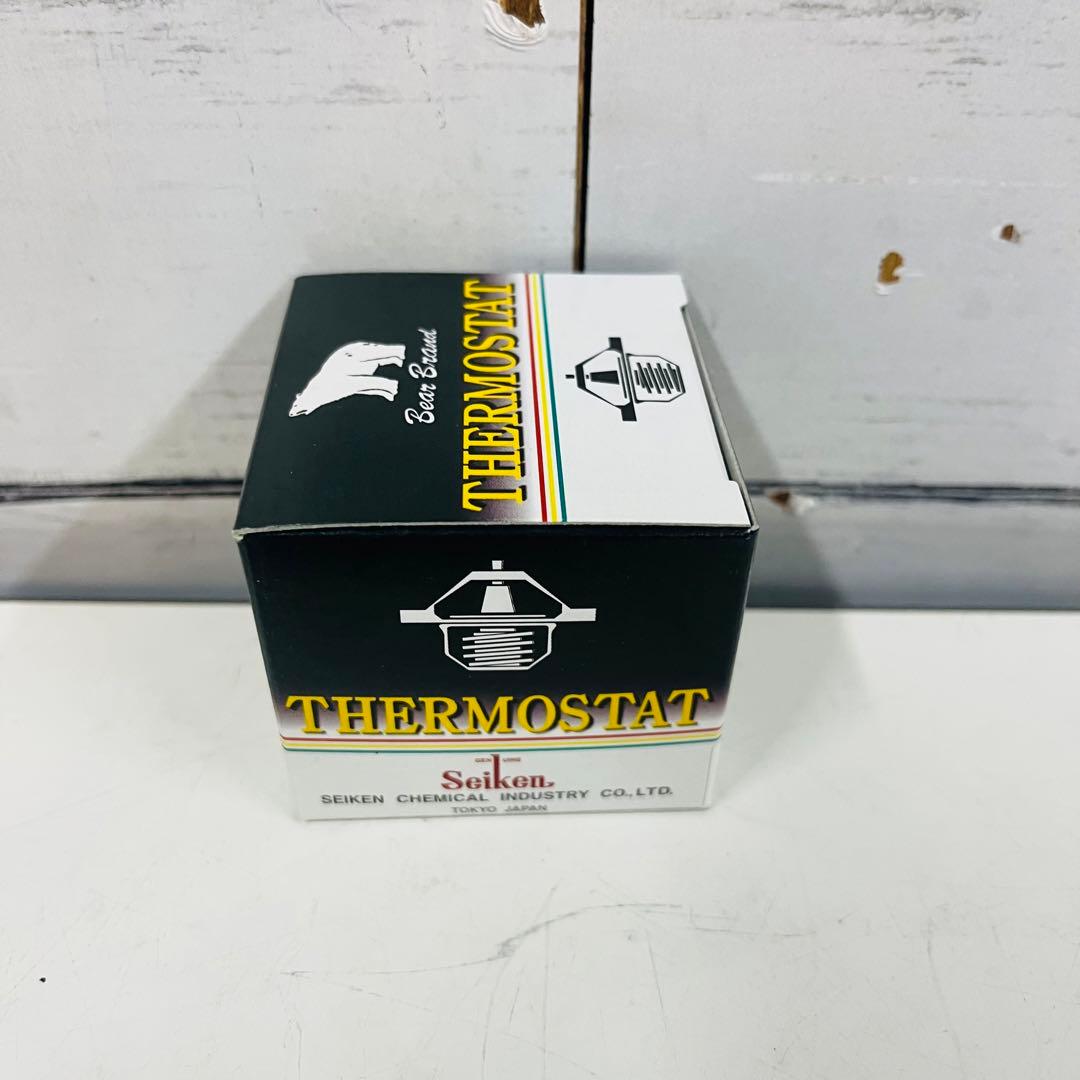 Bear Brand
THERMOSTAT
THERMOSTAT
Seiken
SEIKEN CHEMICAL INDUSTRY CO., LTD.
TOKYO JAPAN